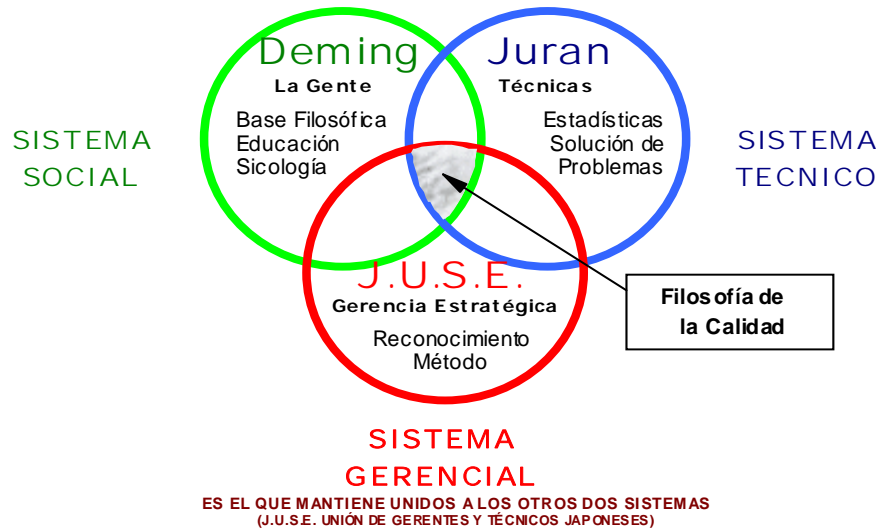 Deming
La Gente
Base Filosófica
Educación
Sicología
Juran
Técnicas
Estadísticas
Solución de
Problemas
SISTEMA
SOCIAL
SISTEMA
TECNICO
J.U.S.E.
Gerencia Estratégica
Reconocimiento
Método
Filosofía de
la Calidad
SISTEMA
GERENCIAL
ES EL QUE MANTIENE UNIDOS A LOS OTROS DOS SISTEMAS
(J.U.S.E. UNIÓN DE GERENTES Y TÉCNICOS JAPONESES)